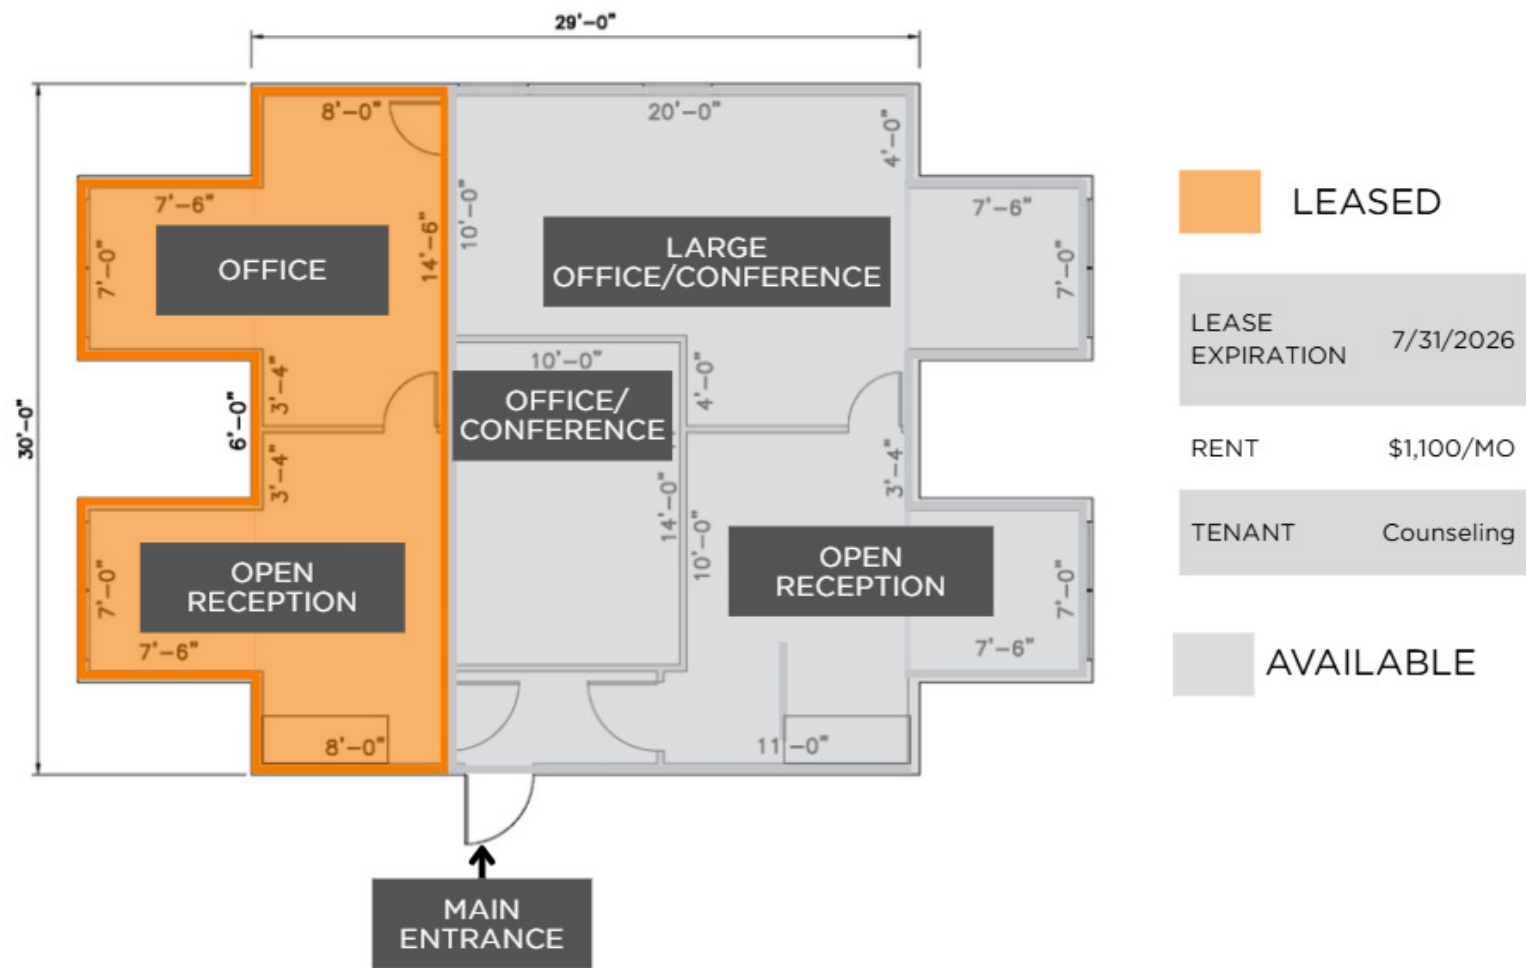 29'-0"
8'-0"
20'-0"
4'-0"
7'-6"
10'-0"
7'-6"
LEASED
14'-6"
7'-0"
OFFICE
LARGE
OFFICE/CONFERENCE
7'-0"
LEASE
EXPIRATION
7/31/2026
10'-0"
3'-4"
4'-0"
30'-0"
6'-0"
OFFICE/
CONFERENCE
RENT
$1,100/MO
3'-4"
3'-4"
14'-0"
10'-0"
TENANT
Counseling
7'-0"
OPEN
RECEPTION
OPEN
RECEPTION
7'-0"
7'-6"
7'-6"
AVAILABLE
8'-0"
11'-0"
MAIN
ENTRANCE